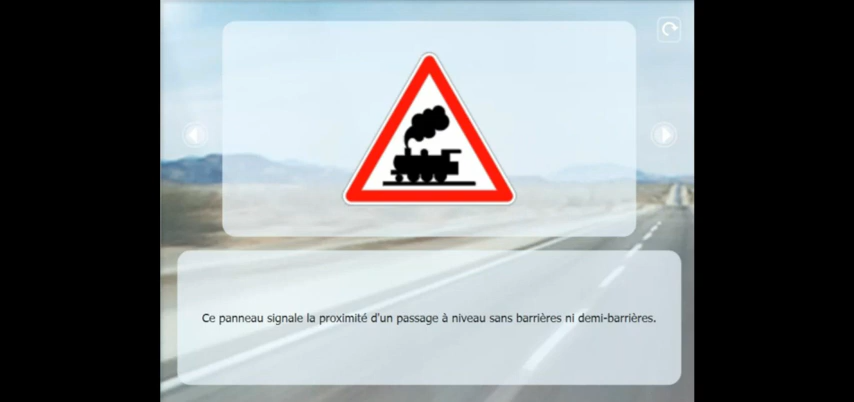 Ce panneau signale la proximité d'un passage à niveau sans barrières ni demi-barrières.